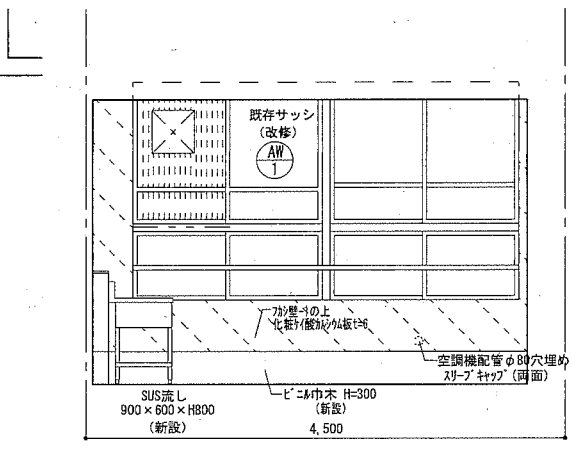 既存サッシ
(改修)
AW
1
フカシ壁-イの上
化粧ケイ酸カルシウム板t=6
空調機配管φ80穴埋め
スリーブキャップ(両面)
SUS流し
900×600×H800
(新設)
ビニル巾木 H=300
(新設)
4,500